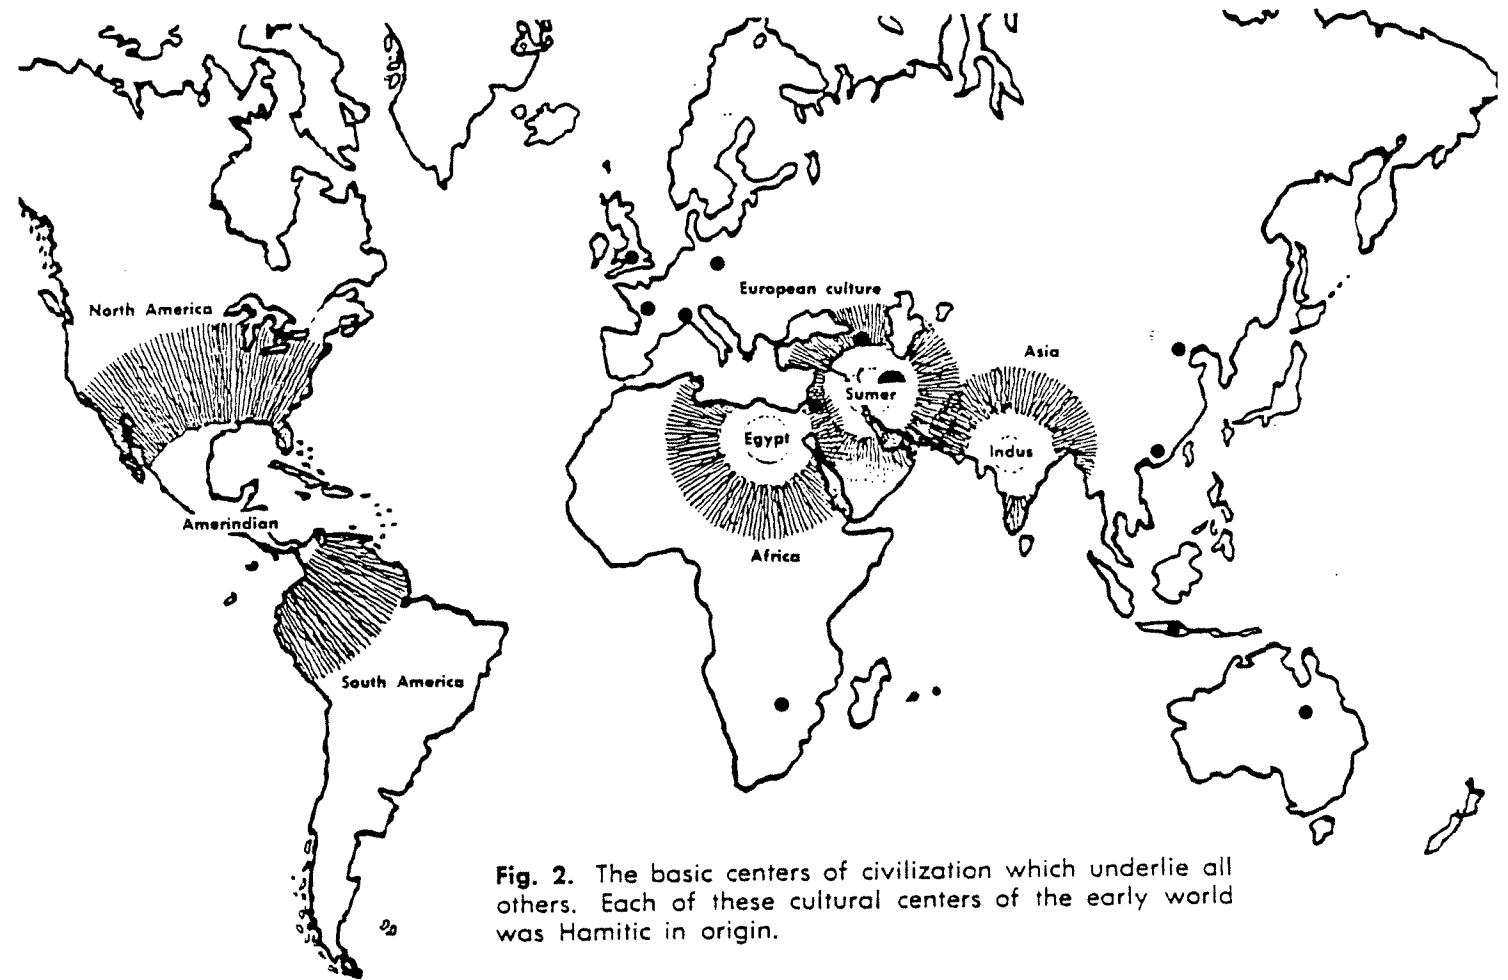 North America
European culture
Asia
Sumer
Egypt
Indus
Amerindian
Africa
South America
Fig. 2. The basic centers of civilization which underlie all
others. Each of these cultural centers of the early world
was Hamitic in origin.